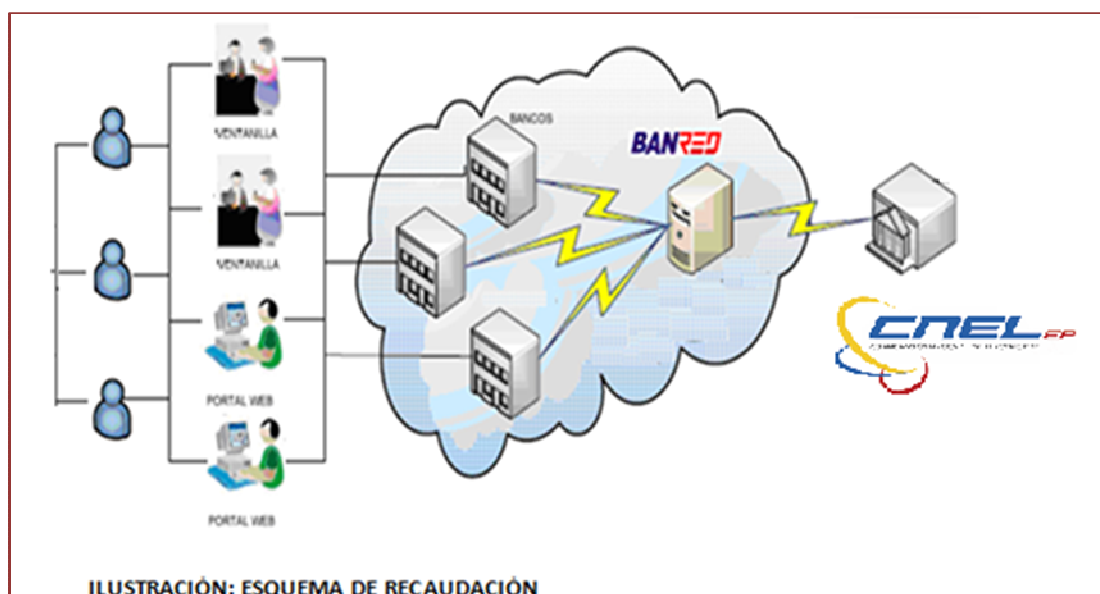 VENTANILLA
VENTANILLA
PORTAL WEB
PORTAL WEB
BANCOS
BANRED
CNEL EP
ILUSTRACIÓN: ESQUEMA DE RECAUDACIÓN